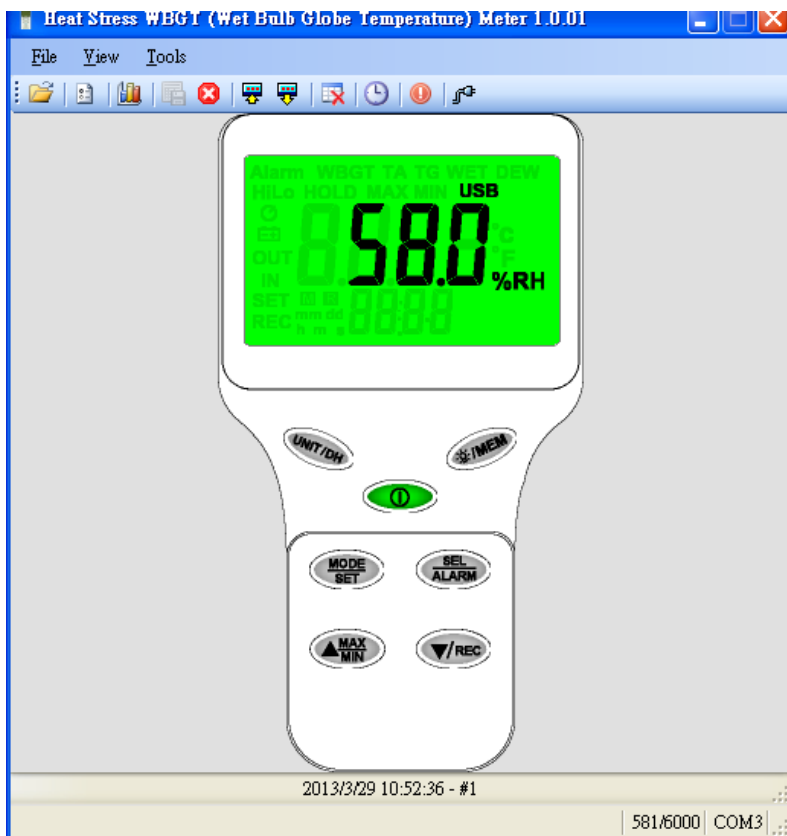 Heat Stress WBGT (Wet Bulb Globe Temperature) Meter 1.0.01
File View Tools
Alarm WBGT TA TG WET DEW
HiLo HOLD MAX MIN USB
58.0
°C
OUT °F
IN %RH
SET
REC mm dd
h m s 88:88
UNIT/DH
/MEM
MODE
SET
SEL
ALARM
▲ MAX
MIN
▼/REC
2013/3/29 10:52:36 - #1
581/6000 COM3